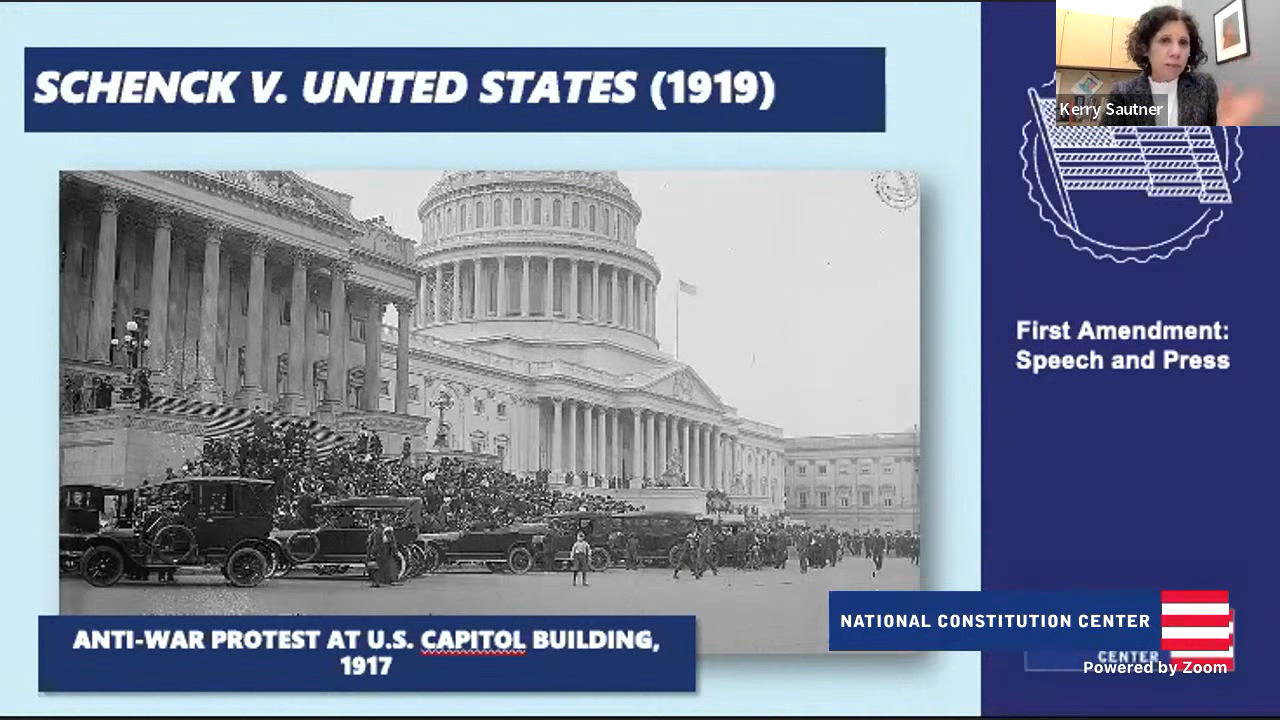 SCHENCK V. UNITED STATES (1919)
Kerry Sautner
First Amendment:
Speech and Press
ANTI-WAR PROTEST AT U.S. CAPITOL BUILDING,
1917
NATIONAL CONSTITUTION CENTER
CENTER
Powered by Zoom